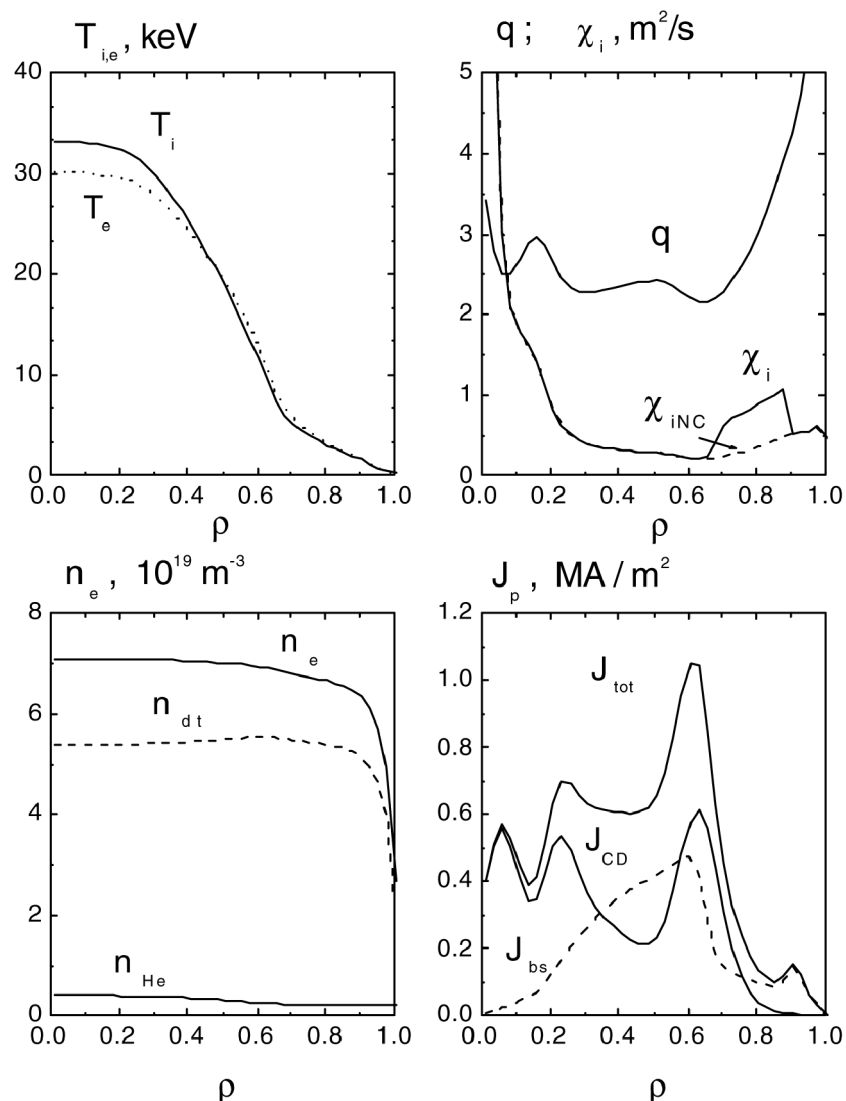 T i,e , keV
40
30
20
10
0
T i
T e
0.0 0.2 0.4 0.6 0.8 1.0
ρ
q ; χ i , m²/s
5
4
3
2
1
0
q
χ i
χ iNC
0.0 0.2 0.4 0.6 0.8 1.0
ρ
n e , 10¹⁹ m⁻³
8
6
4
2
0
n e
n d t
n He
0.0 0.2 0.4 0.6 0.8 1.0
ρ
J p , MA / m²
1.2
1.0
0.8
0.6
0.4
0.2
0.0
J tot
J CD
J bs
0.0 0.2 0.4 0.6 0.8 1.0
ρ